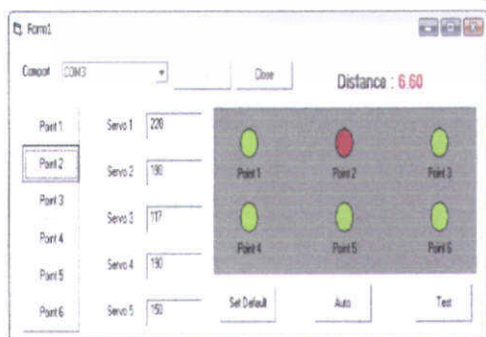 Form1
Comport COM3 Close Distance : 6.60
Point 1 Servo 1 228
Point 2 Servo 2 190
Point 3 Servo 3 117
Point 4 Servo 4 190
Point 5 Servo 5 150
Point 6
Point 1 Point 2 Point 3
Point 4 Point 5 Point 6
Set Default Auto Test